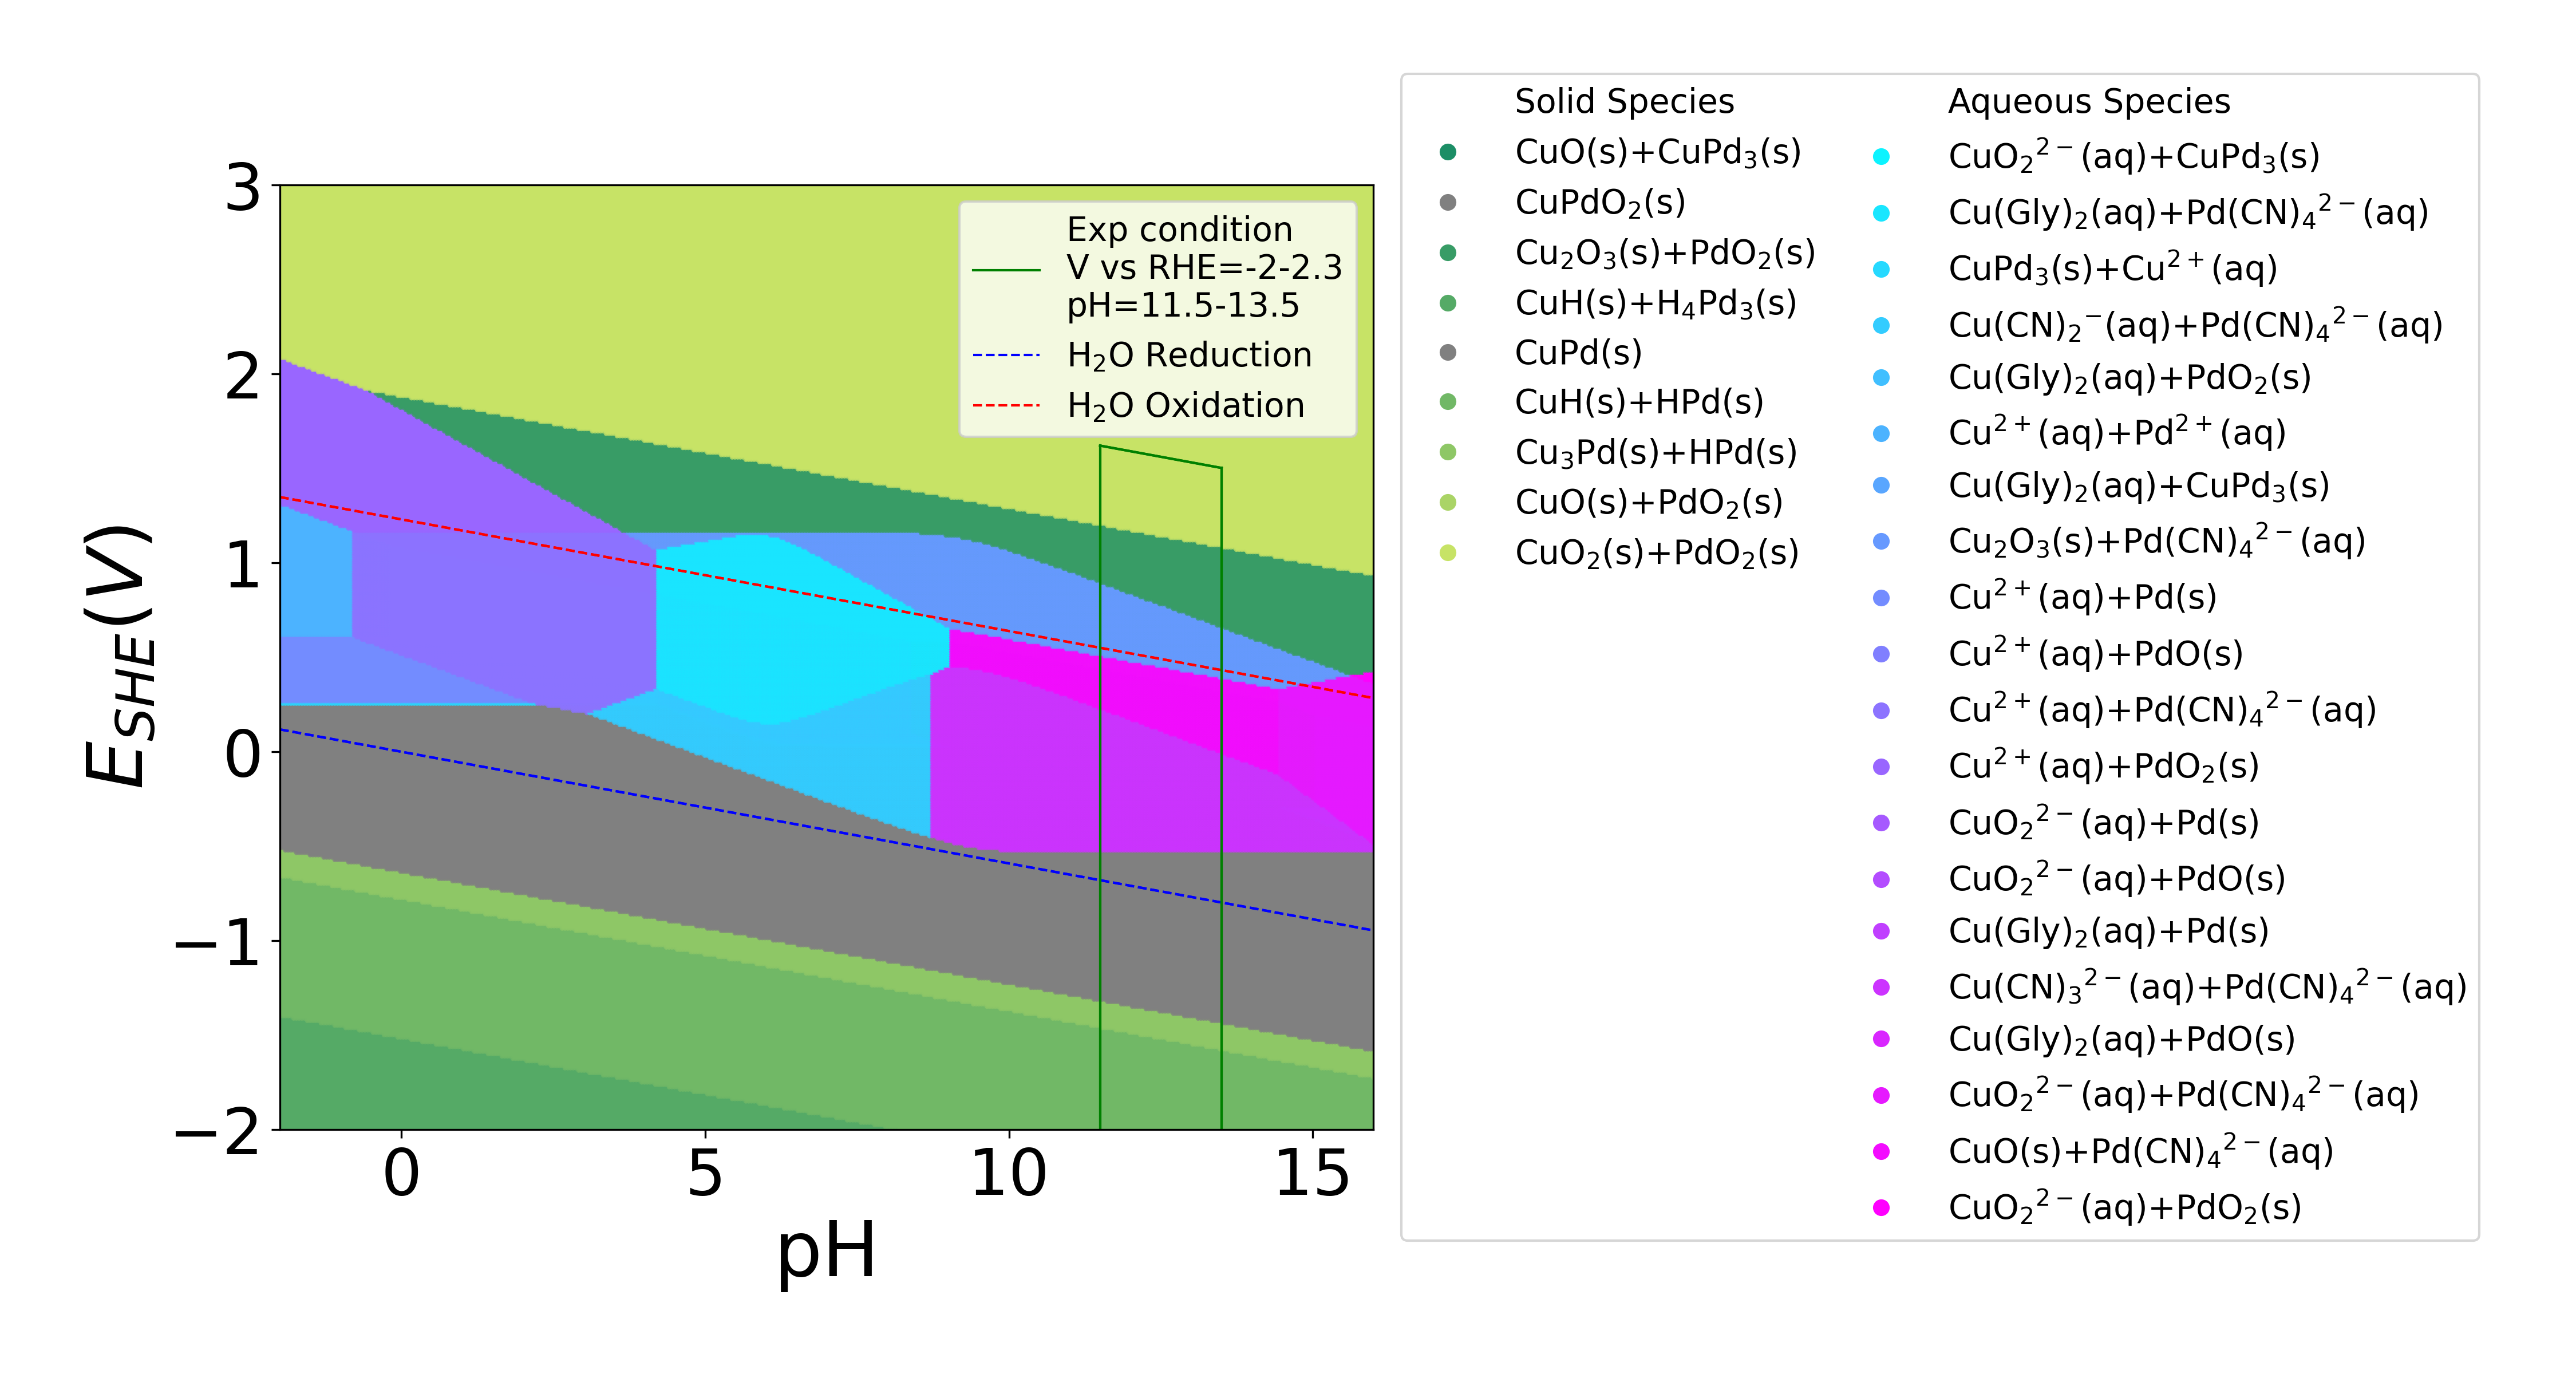 Solid Species
CuO(s)+CuPd₃(s)
CuPdO₂(s)
Cu₂O₃(s)+PdO₂(s)
CuH(s)+H₄Pd₃(s)
CuPd(s)
CuH(s)+HPd(s)
Cu₃Pd(s)+HPd(s)
CuO(s)+PdO₂(s)
CuO₂(s)+PdO₂(s)
Aqueous Species
CuO₂²⁻(aq)+CuPd₃(s)
Cu(Gly)₂(aq)+Pd(CN)₄²⁻(aq)
CuPd₃(s)+Cu²⁺(aq)
Cu(CN)₂⁻(aq)+Pd(CN)₄²⁻(aq)
Cu(Gly)₂(aq)+PdO₂(s)
Cu²⁺(aq)+Pd²⁺(aq)
Cu(Gly)₂(aq)+CuPd₃(s)
Cu₂O₃(s)+Pd(CN)₄²⁻(aq)
Cu²⁺(aq)+Pd(s)
Cu²⁺(aq)+PdO(s)
Cu²⁺(aq)+Pd(CN)₄²⁻(aq)
Cu²⁺(aq)+PdO₂(s)
CuO₂²⁻(aq)+Pd(s)
CuO₂²⁻(aq)+PdO(s)
Cu(Gly)₂(aq)+Pd(s)
Cu(CN)₃²⁻(aq)+Pd(CN)₄²⁻(aq)
Cu(Gly)₂(aq)+PdO(s)
CuO₂²⁻(aq)+Pd(CN)₄²⁻(aq)
CuO(s)+Pd(CN)₄²⁻(aq)
CuO₂²⁻(aq)+PdO₂(s)
Exp condition
V vs RHE=-2-2.3
pH=11.5-13.5
H₂O Reduction
H₂O Oxidation
E_SHE(V)
3
2
1
0
−1
−2
0 5 10 15
pH